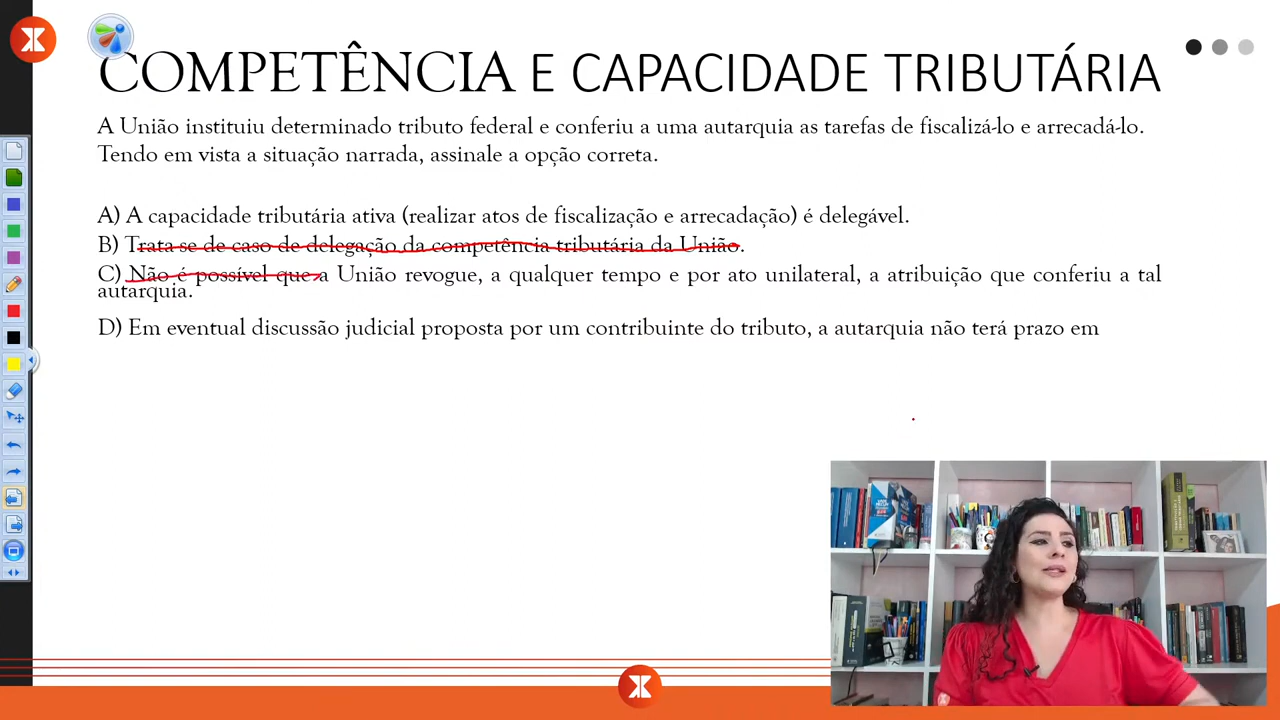 COMPETÊNCIA E CAPACIDADE TRIBUTÁRIA
A União instituiu determinado tributo federal e conferiu a uma autarquia as tarefas de fiscalizá-lo e arrecadá-lo.
Tendo em vista a situação narrada, assinale a opção correta.
A) A capacidade tributária ativa (realizar atos de fiscalização e arrecadação) é delegável.
B) Trata-se de caso de delegação da competência tributária da União.
C) Não é possível que a União revogue, a qualquer tempo e por ato unilateral, a atribuição que conferiu a tal
autarquia.
D) Em eventual discussão judicial proposta por um contribuinte do tributo, a autarquia não terá prazo em